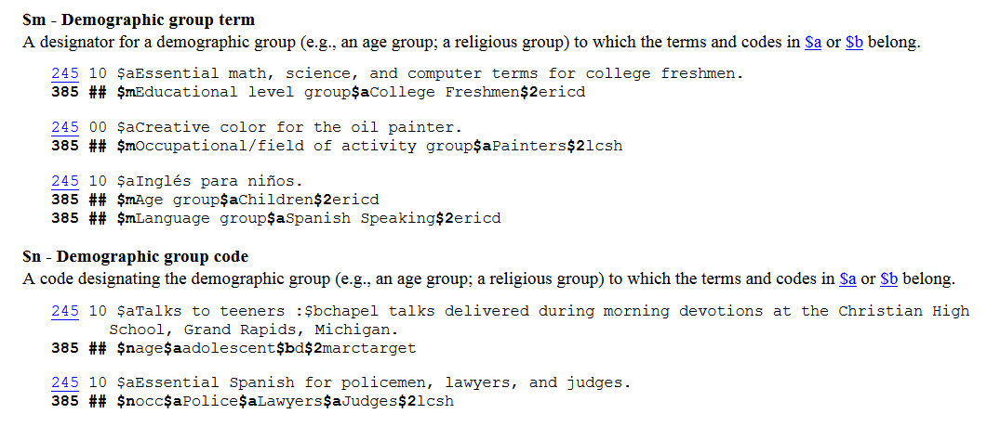 $m - Demographic group term
A designator for a demographic group (e.g., an age group; a religious group) to which the terms and codes in $a or $b belong.
245 10 $aEssential math, science, and computer terms for college freshmen.
385 ## $mEducational level group$aCollege Freshmen$2ericd
245 00 $aCreative color for the oil painter.
385 ## $mOccupational/field of activity group$aPainters$2lcsh
245 10 $aInglés para niños.
385 ## $mAge group$aChildren$2ericd
385 ## $mLanguage group$aSpanish Speaking$2ericd
$n - Demographic group code
A code designating the demographic group (e.g., an age group; a religious group) to which the terms and codes in $a or $b belong.
245 10 $aTalks to teeners :$bchapel talks delivered during morning devotions at the Christian High
School, Grand Rapids, Michigan.
385 ## $nage$aadolescent$bd$2marctarget
245 10 $aEssential Spanish for policemen, lawyers, and judges.
385 ## $nocc$aPolice$aLawyers$aJudges$2lcsh